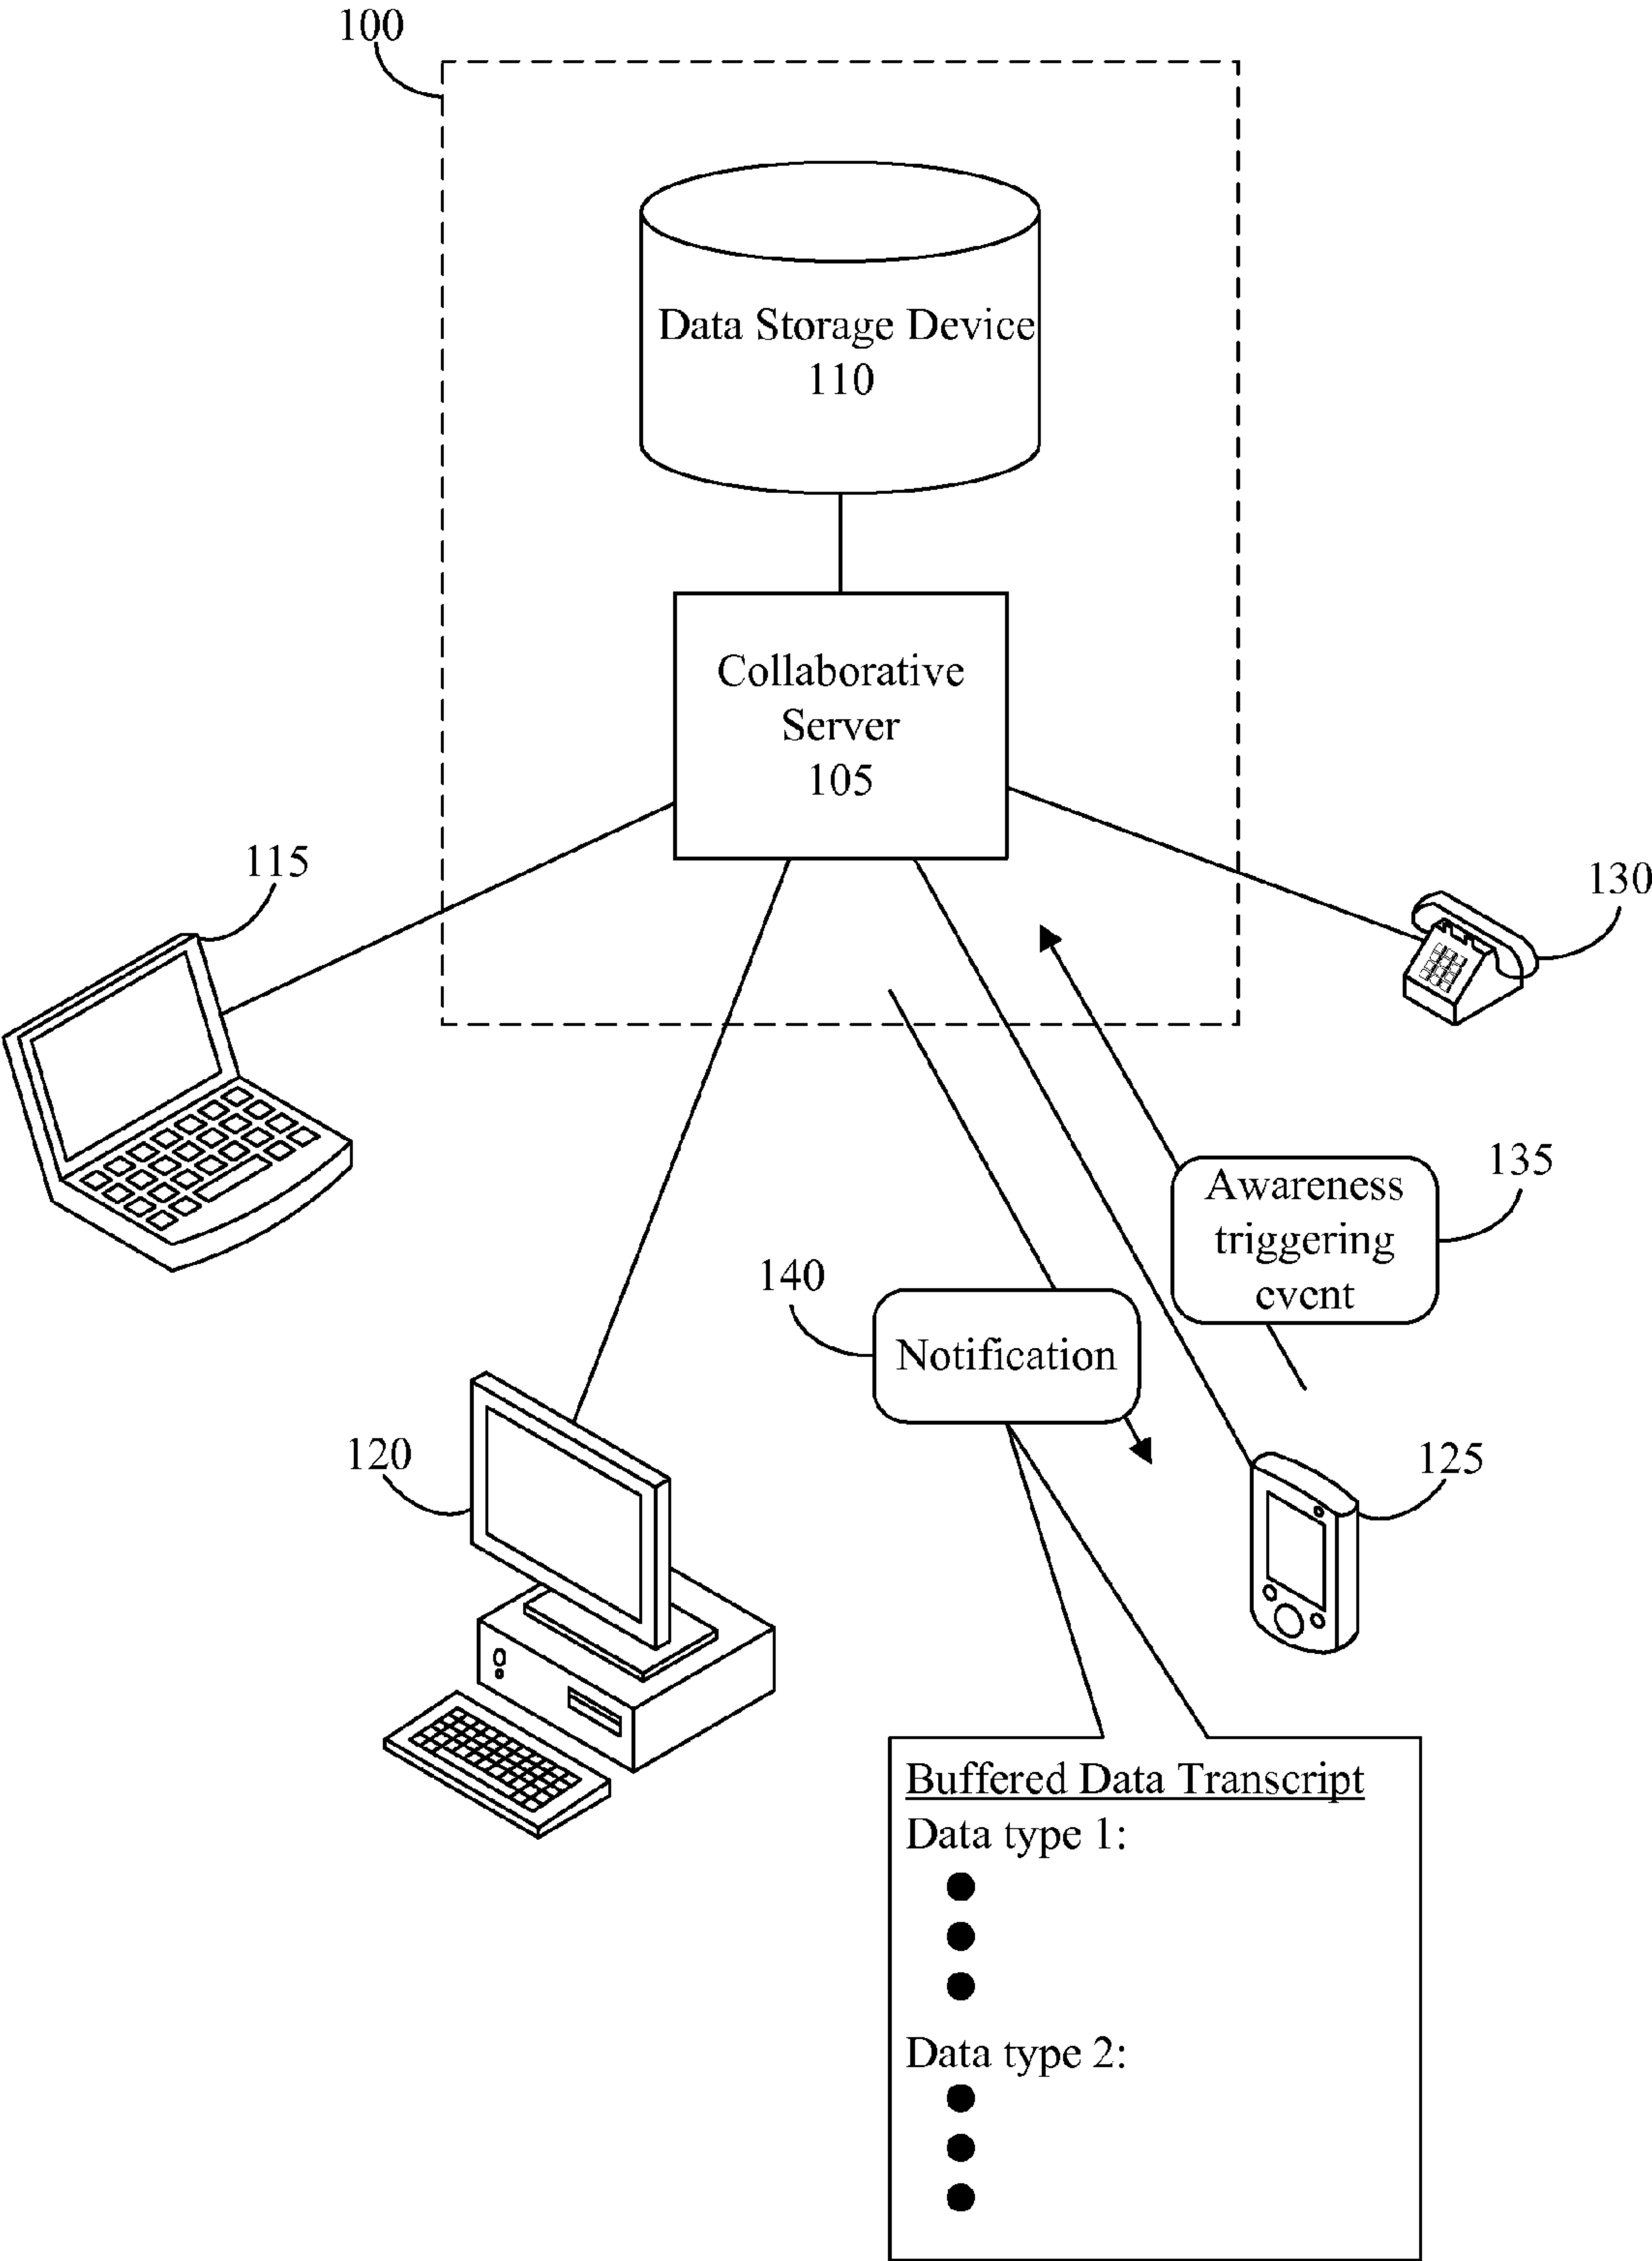 100
Data Storage Device
110
Collaborative
Server
105
115
130
Awareness
triggering
event
135
140
Notification
120
125
Buffered Data Transcript
Data type 1:
Data type 2: